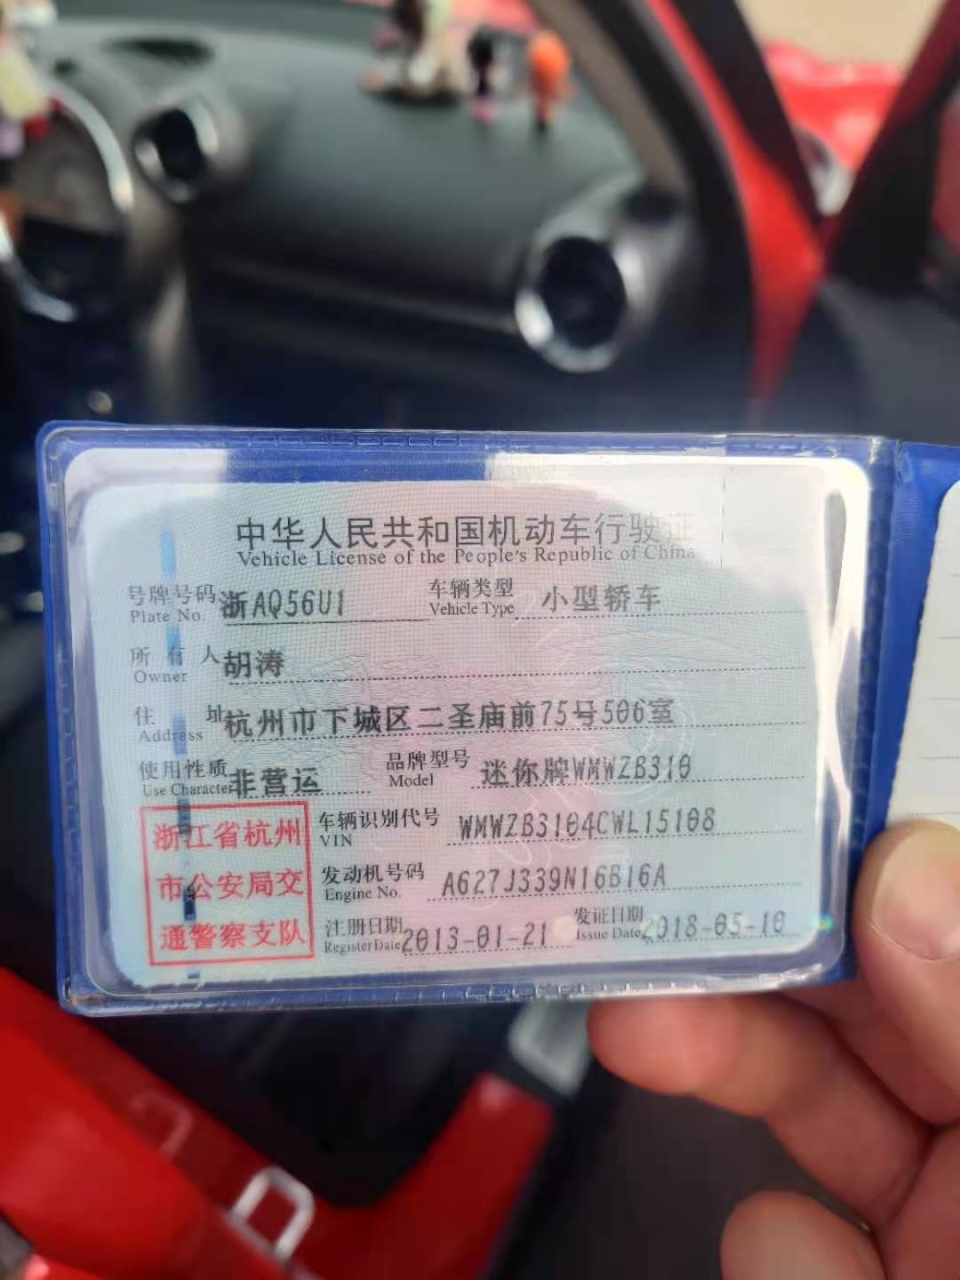 中华人民共和国机动车行驶证
Vehicle License of the People's Republic of China
号牌号码 浙AQ56U1 车辆类型 小型轿车
Plate No. Vehicle Type
所有人 胡涛
Owner
住址 杭州市下城区二圣庙前75号506室
Address
使用性质 非营运 品牌型号 迷你牌WMWZB310
Use Character Model
浙江省杭州
市公安局交
通警察支队
车辆识别代号 WMWZB3104CWL15108
VIN
发动机号码 A627J339N16B16A
Engine No.
注册日期 2013-01-21 发证日期 2018-05-10
Register Date Issue Date